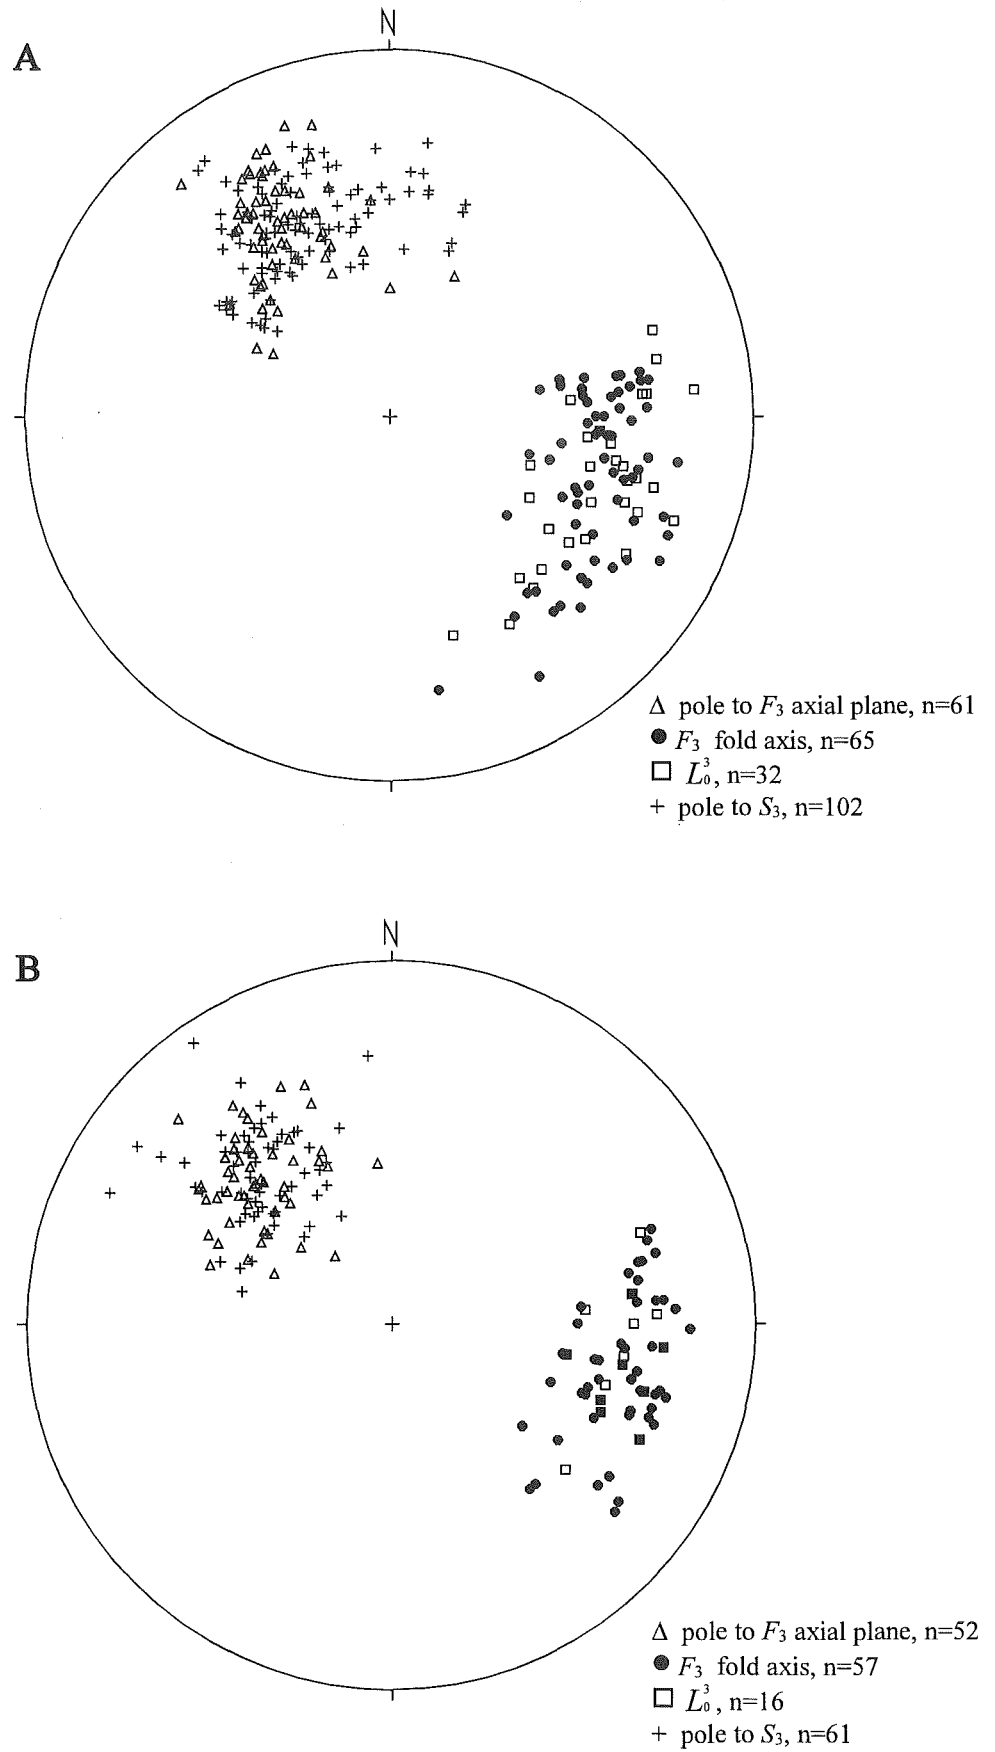 N
A
Δ pole to F₃ axial plane, n=61
● F₃ fold axis, n=65
□ L₀³, n=32
+ pole to S₃, n=102
N
B
Δ pole to F₃ axial plane, n=52
● F₃ fold axis, n=57
□ L₀³, n=16
+ pole to S₃, n=61